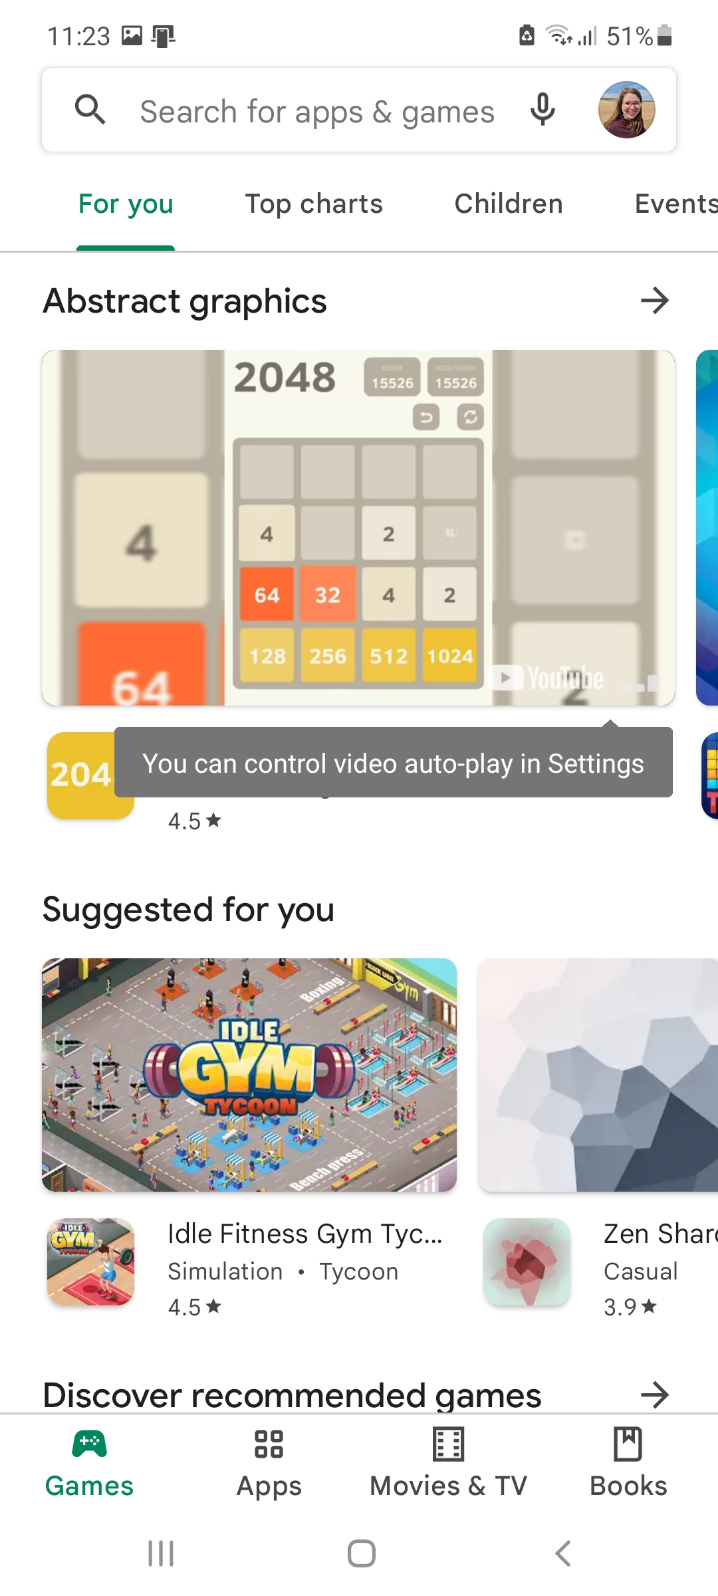 11:23
51%
Search for apps & games
For you
Top charts
Children
Events
Abstract graphics
2048
15526
15526
4
2
64
32
4
2
128
256
512
1024
4
64
2
YouTube
204
You can control video auto-play in Settings
4.5★
Suggested for you
Boxing
Gym
IDLE
GYM
TYCOON
Bench press
IDLE
GYM
Idle Fitness Gym Tyc...
Simulation • Tycoon
4.5★
Zen Shar
Casual
3.9★
Discover recommended games
Games
Apps
Movies & TV
Books